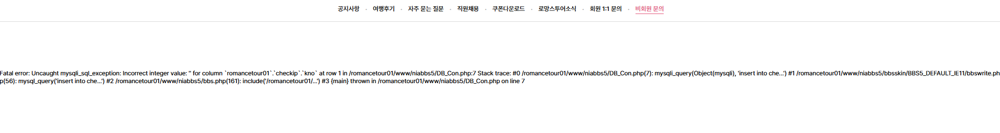 공지사항 · 여행후기 · 자주 묻는 질문 · 직원채용 · 쿠폰다운로드 · 로망스투어소식 · 회원 1:1 문의 · 비회원 문의
Fatal error: Uncaught mysqli_sql_exception: Incorrect integer value: '' for column `romancetour01`.`checkip`.`kno` at row 1 in /romancetour01/www/niabbs5/DB_Con.php:7 Stack trace: #0 /romancetour01/www/niabbs5/DB_Con.php(7): mysqli_query(Object(mysqli), 'insert into che...') #1 /romancetour01/www/niabbs5/bbsskin/BBS5_DEFAULT_IE11/bbswrite.ph
p(56): mysql_query('insert into che...') #2 /romancetour01/www/niabbs5/bbs.php(161): include('/romancetour01/...') #3 {main} thrown in /romancetour01/www/niabbs5/DB_Con.php on line 7